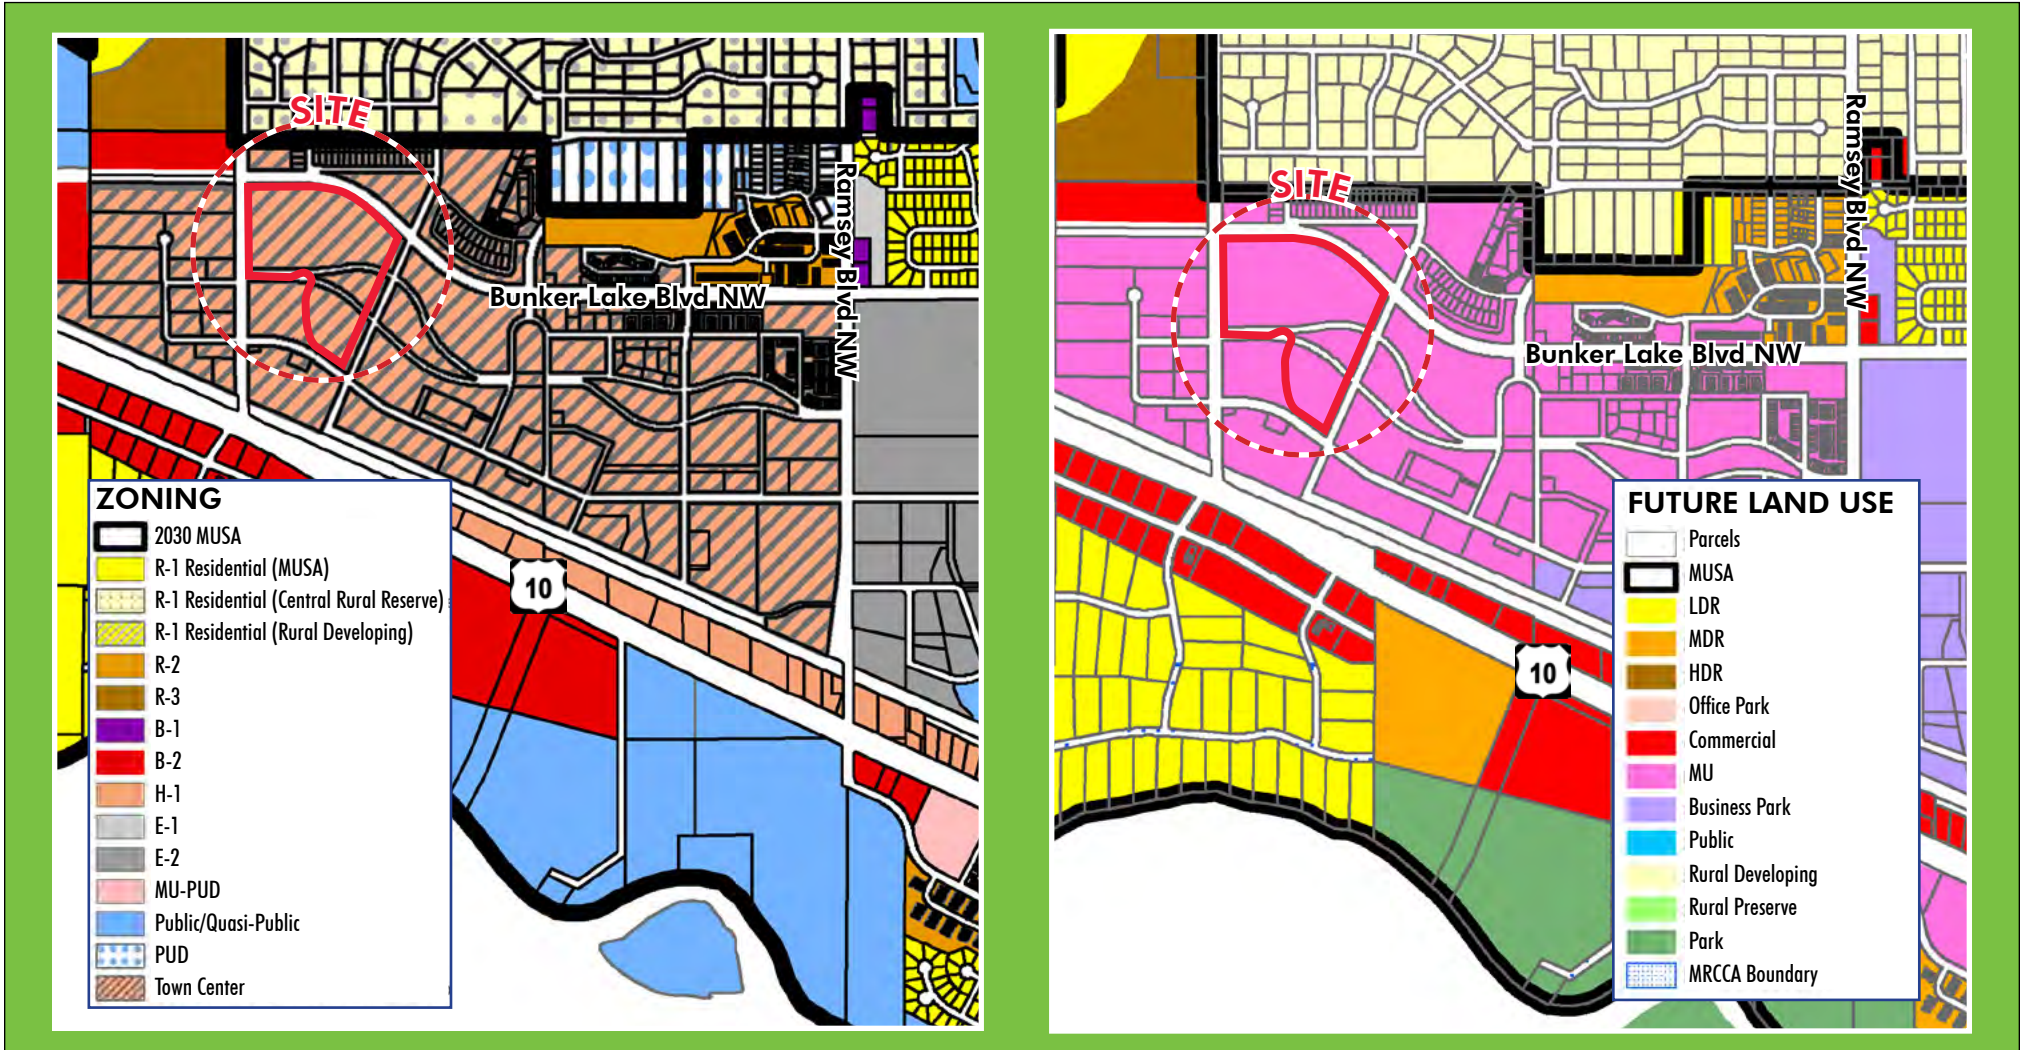 SITE
Ramsey Blvd NW
Bunker Lake Blvd NW
10
ZONING
2030 MUSA
R-1 Residential (MUSA)
R-1 Residential (Central Rural Reserve)
R-1 Residential (Rural Developing)
R-2
R-3
B-1
B-2
H-1
E-1
E-2
MU-PUD
Public/Quasi-Public
PUD
Town Center
SITE
Ramsey Blvd NW
Bunker Lake Blvd NW
10
FUTURE LAND USE
Parcels
MUSA
LDR
MDR
HDR
Office Park
Commercial
MU
Business Park
Public
Rural Developing
Rural Preserve
Park
MRCCA Boundary